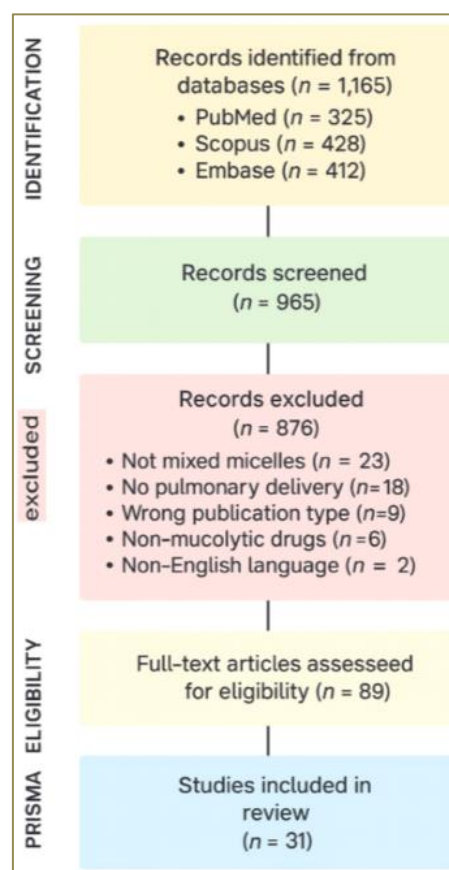 IDENTIFICATION
Records identified from
databases (n = 1,165)
• PubMed (n = 325)
• Scopus (n = 428)
• Embase (n = 412)
SCREENING
Records screened
(n = 965)
excluded
Records excluded
(n = 876)
• Not mixed micelles (n = 23)
• No pulmonary delivery (n=18)
• Wrong publication type (n=9)
• Non-mucolytic drugs (n =6)
• Non-English language (n = 2)
ELIGIBILITY
Full-text articles assesseed
for eligibility (n = 89)
PRISMA
Studies included in
review
(n = 31)